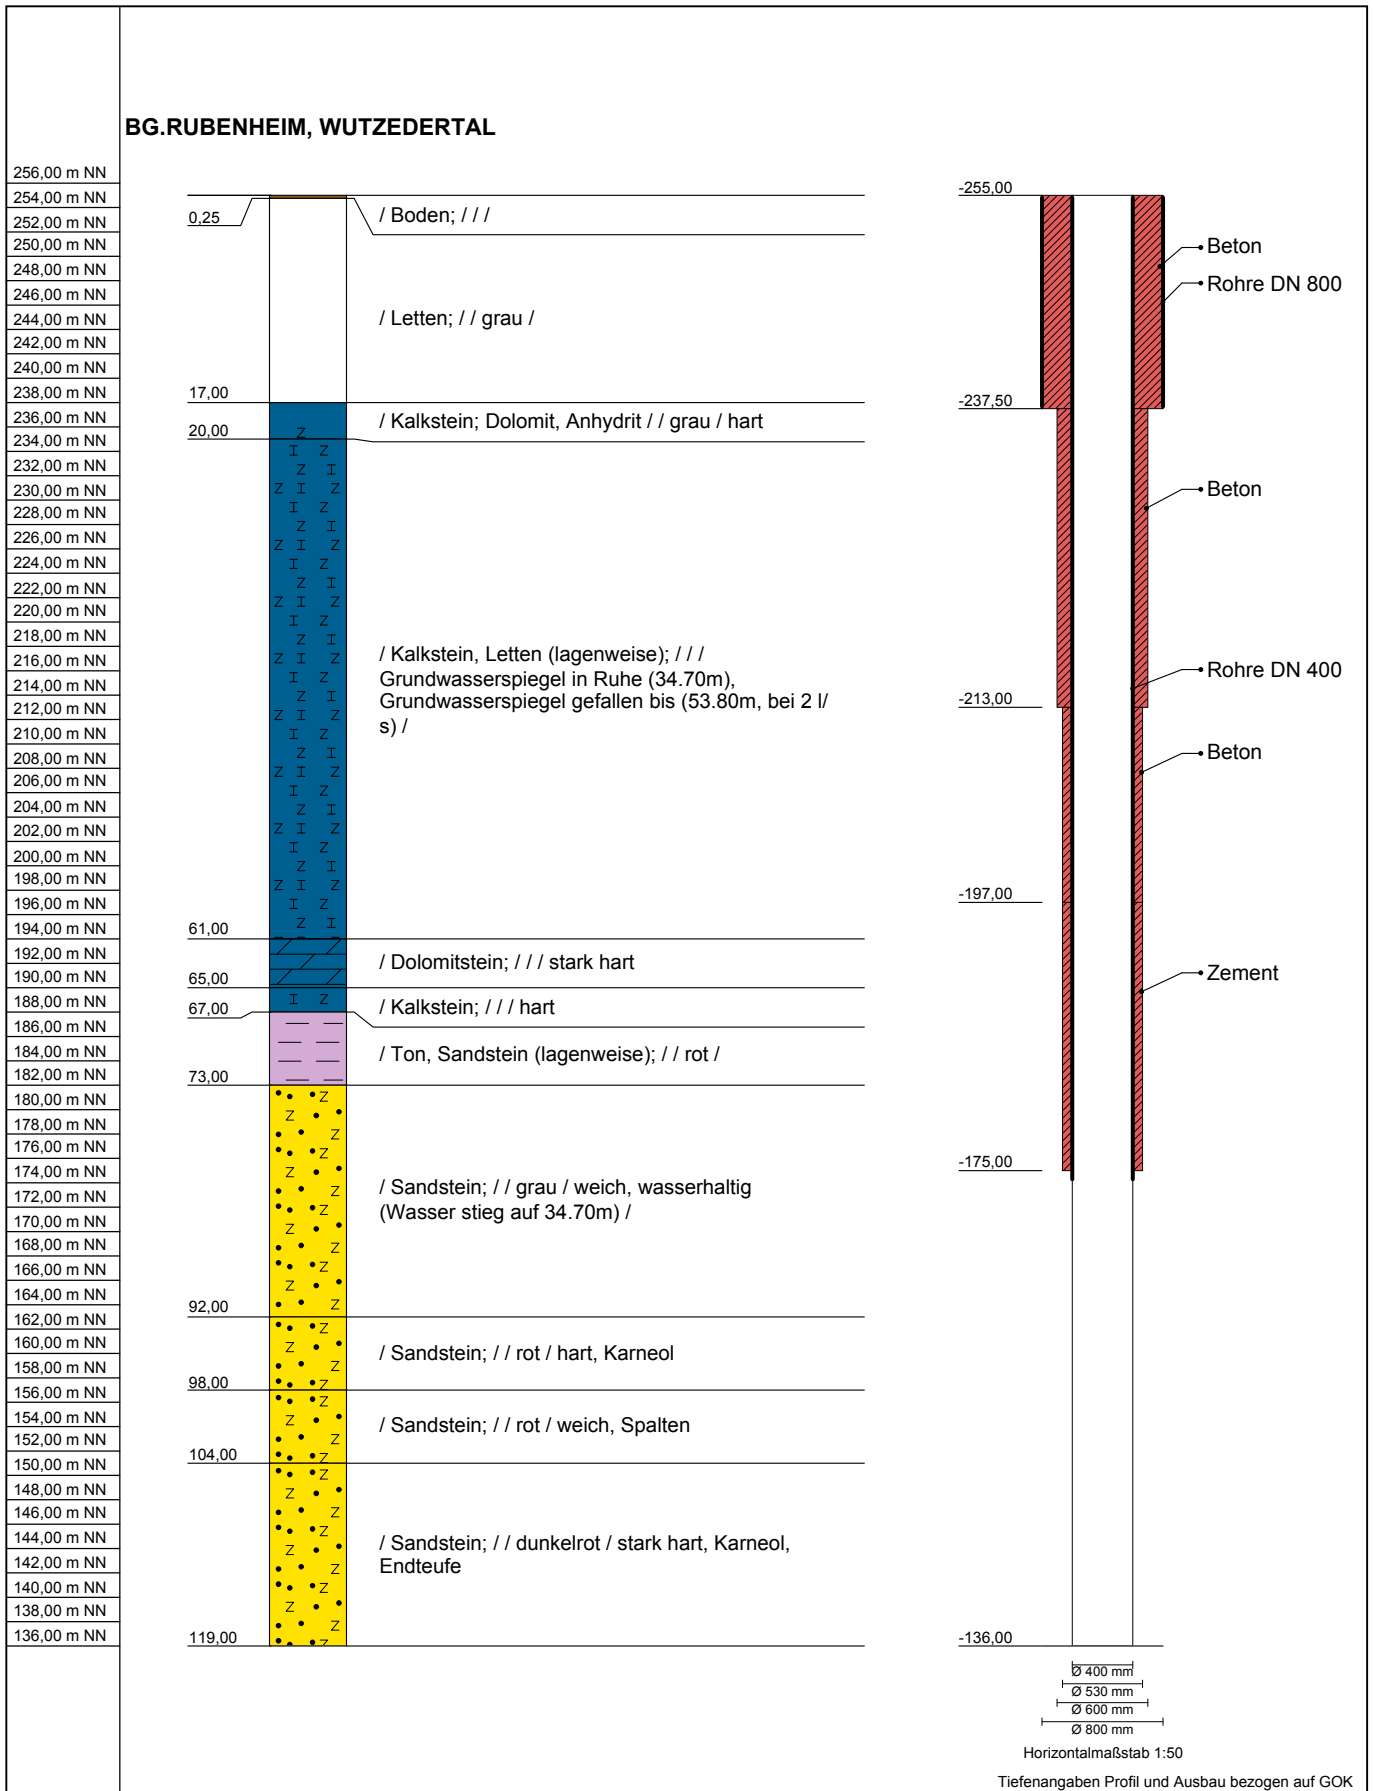 BG.RUBENHEIM, WUTZEDERTAL
256,00 m NN
254,00 m NN
252,00 m NN
250,00 m NN
248,00 m NN
246,00 m NN
244,00 m NN
242,00 m NN
240,00 m NN
238,00 m NN
236,00 m NN
234,00 m NN
232,00 m NN
230,00 m NN
228,00 m NN
226,00 m NN
224,00 m NN
222,00 m NN
220,00 m NN
218,00 m NN
216,00 m NN
214,00 m NN
212,00 m NN
210,00 m NN
208,00 m NN
206,00 m NN
204,00 m NN
202,00 m NN
200,00 m NN
198,00 m NN
196,00 m NN
194,00 m NN
192,00 m NN
190,00 m NN
188,00 m NN
186,00 m NN
184,00 m NN
182,00 m NN
180,00 m NN
178,00 m NN
176,00 m NN
174,00 m NN
172,00 m NN
170,00 m NN
168,00 m NN
166,00 m NN
164,00 m NN
162,00 m NN
160,00 m NN
158,00 m NN
156,00 m NN
154,00 m NN
152,00 m NN
150,00 m NN
148,00 m NN
146,00 m NN
144,00 m NN
142,00 m NN
140,00 m NN
138,00 m NN
136,00 m NN
0,25
/ Boden; / / /
/ Letten; / / grau /
17,00
/ Kalkstein; Dolomit, Anhydrit / / grau / hart
20,00
/ Kalkstein, Letten (lagenweise); / / /
Grundwasserspiegel in Ruhe (34.70m),
Grundwasserspiegel gefallen bis (53.80m, bei 2 l/
s) /
61,00
/ Dolomitstein; / / / stark hart
65,00
/ Kalkstein; / / / hart
67,00
/ Ton, Sandstein (lagenweise); / / rot /
73,00
/ Sandstein; / / grau / weich, wasserhaltig
(Wasser stieg auf 34.70m) /
92,00
/ Sandstein; / / rot / hart, Karneol
98,00
/ Sandstein; / / rot / weich, Spalten
104,00
/ Sandstein; / / dunkelrot / stark hart, Karneol,
Endteufe
119,00
-255,00
Beton
Rohre DN 800
-237,50
Beton
Rohre DN 400
-213,00
Beton
-197,00
Zement
-175,00
-136,00
Ø 400 mm
Ø 530 mm
Ø 600 mm
Ø 800 mm
Horizontalmaßstab 1:50
Tiefenangaben Profil und Ausbau bezogen auf GOK